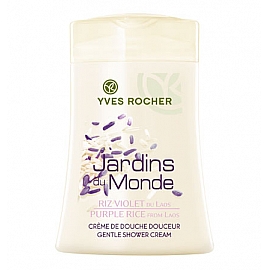 YVES ROCHER
Jardins
du Monde
RIZ VIOLET du Laos
PURPLE RICE FROM LAOS
CRÈME DE DOUCHE DOUCEUR
GENTLE SHOWER CREAM